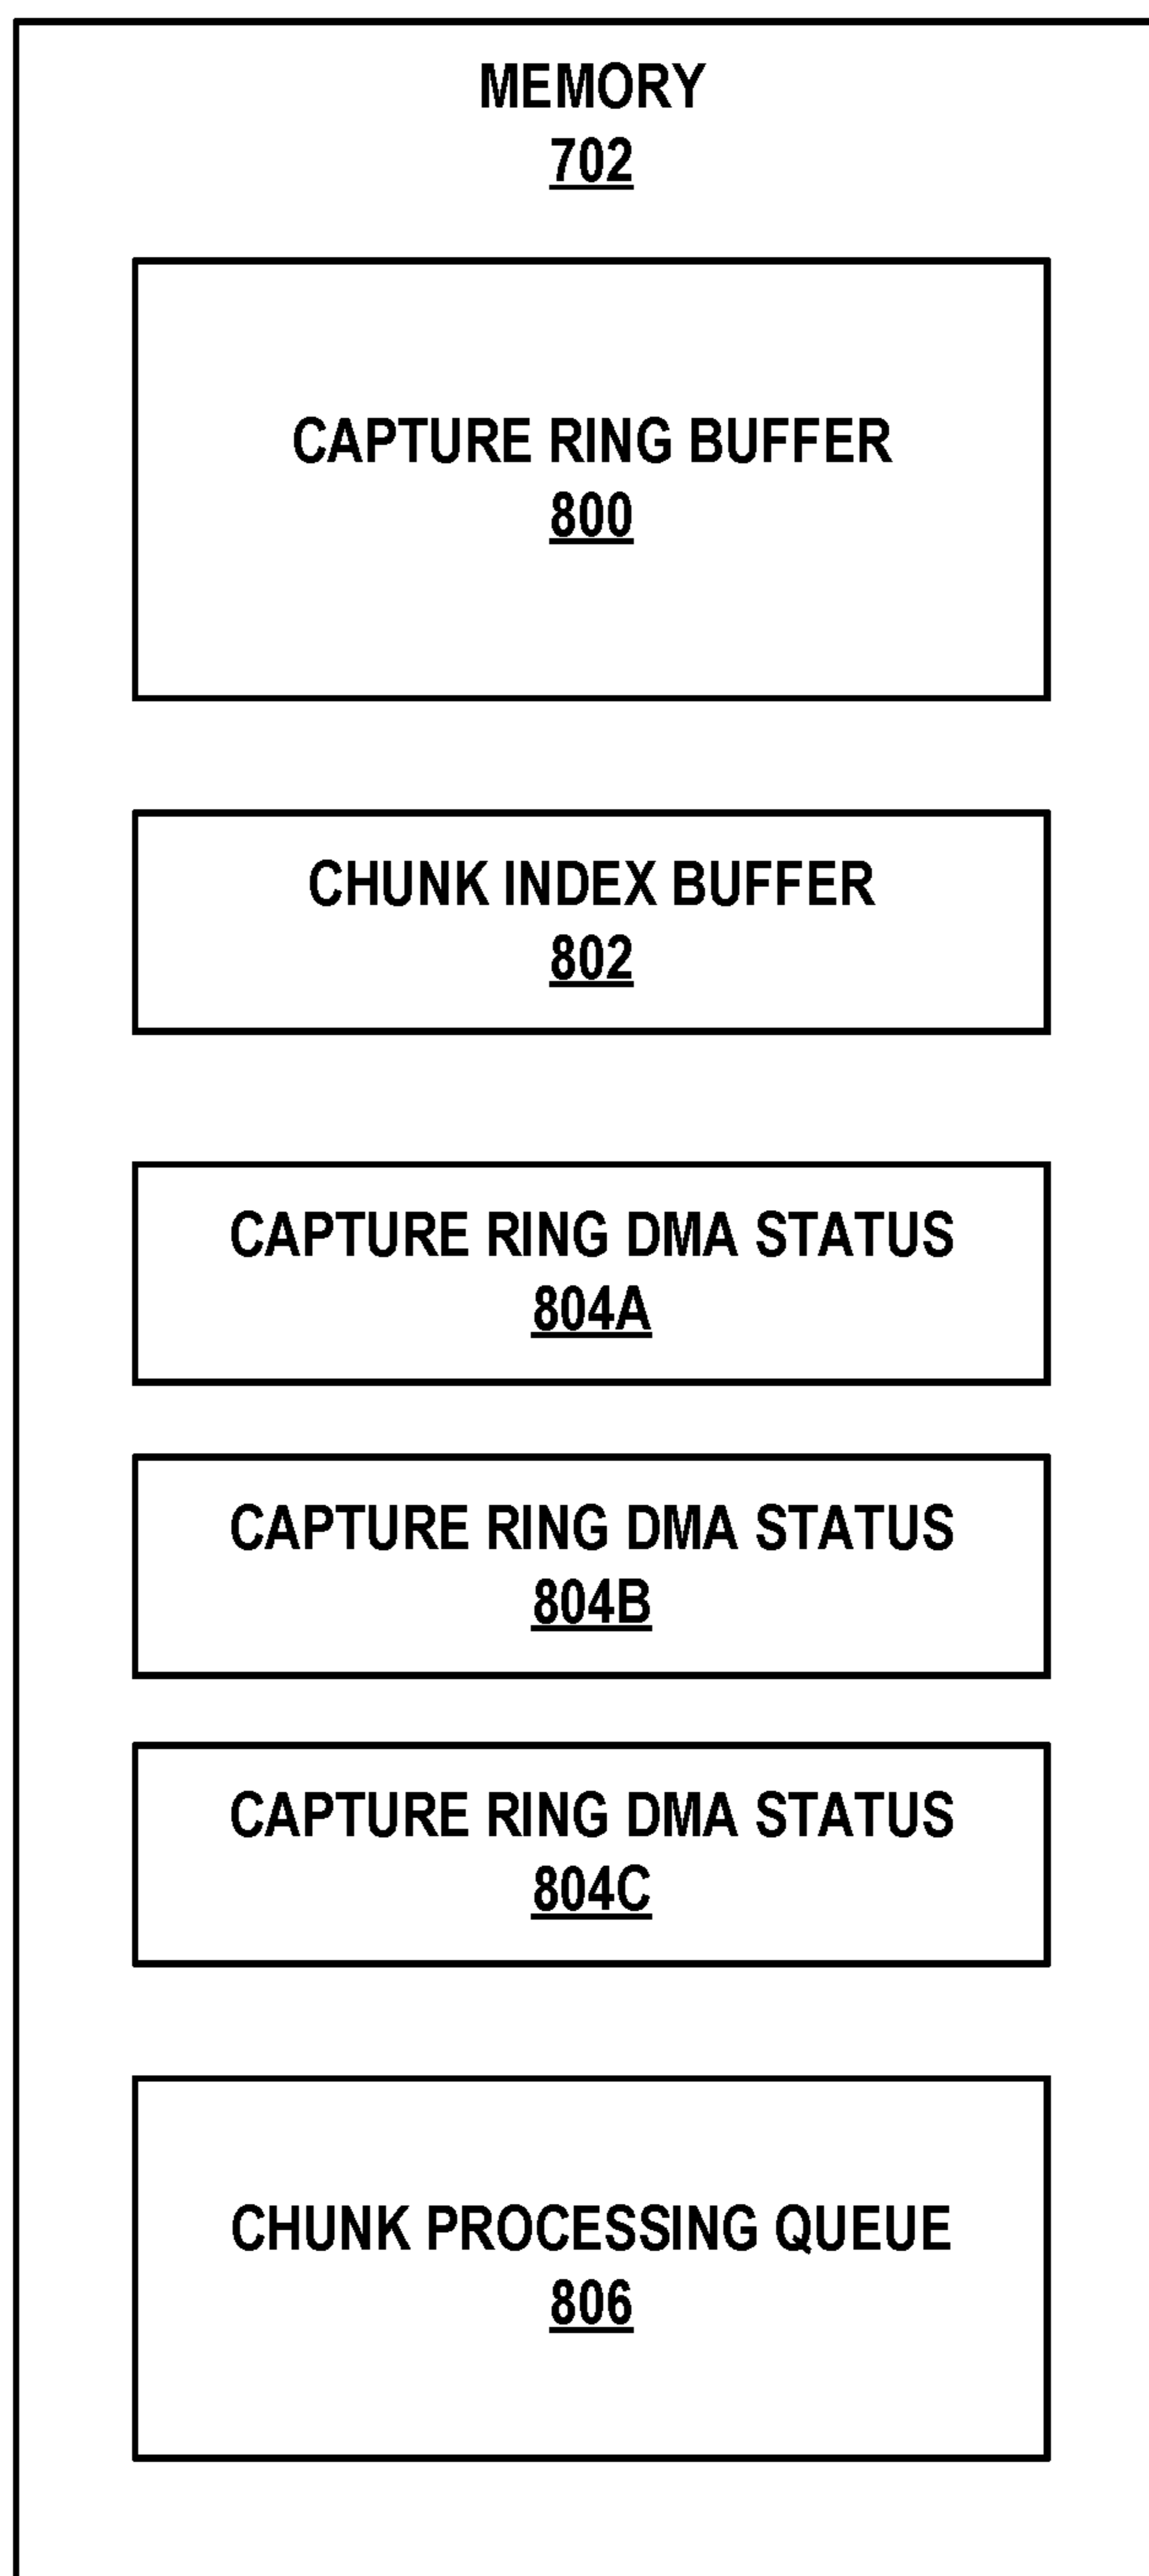 MEMORY
702
CAPTURE RING BUFFER
800
CHUNK INDEX BUFFER
802
CAPTURE RING DMA STATUS
804A
CAPTURE RING DMA STATUS
804B
CAPTURE RING DMA STATUS
804C
CHUNK PROCESSING QUEUE
806